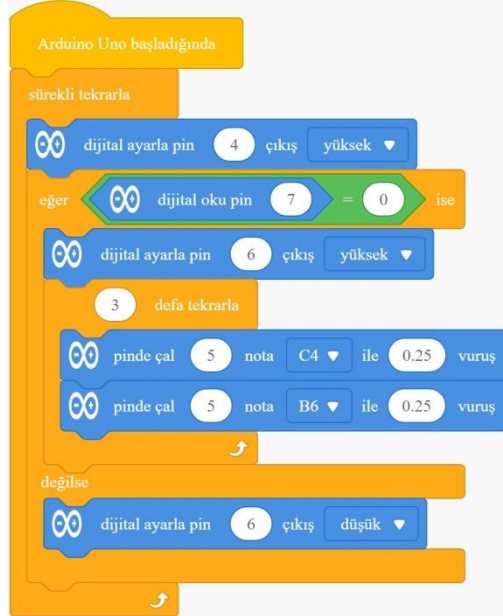 Arduino Uno başladığında
sürekli tekrarla
dijital ayarla pin 4 çıkış yüksek
eğer dijital oku pin 7 = 0 ise
dijital ayarla pin 6 çıkış yüksek
3 defa tekrarla
pinde çal 5 nota C4 ile 0.25 vuruş
pinde çal 5 nota B6 ile 0.25 vuruş
değilse
dijital ayarla pin 6 çıkış düşük